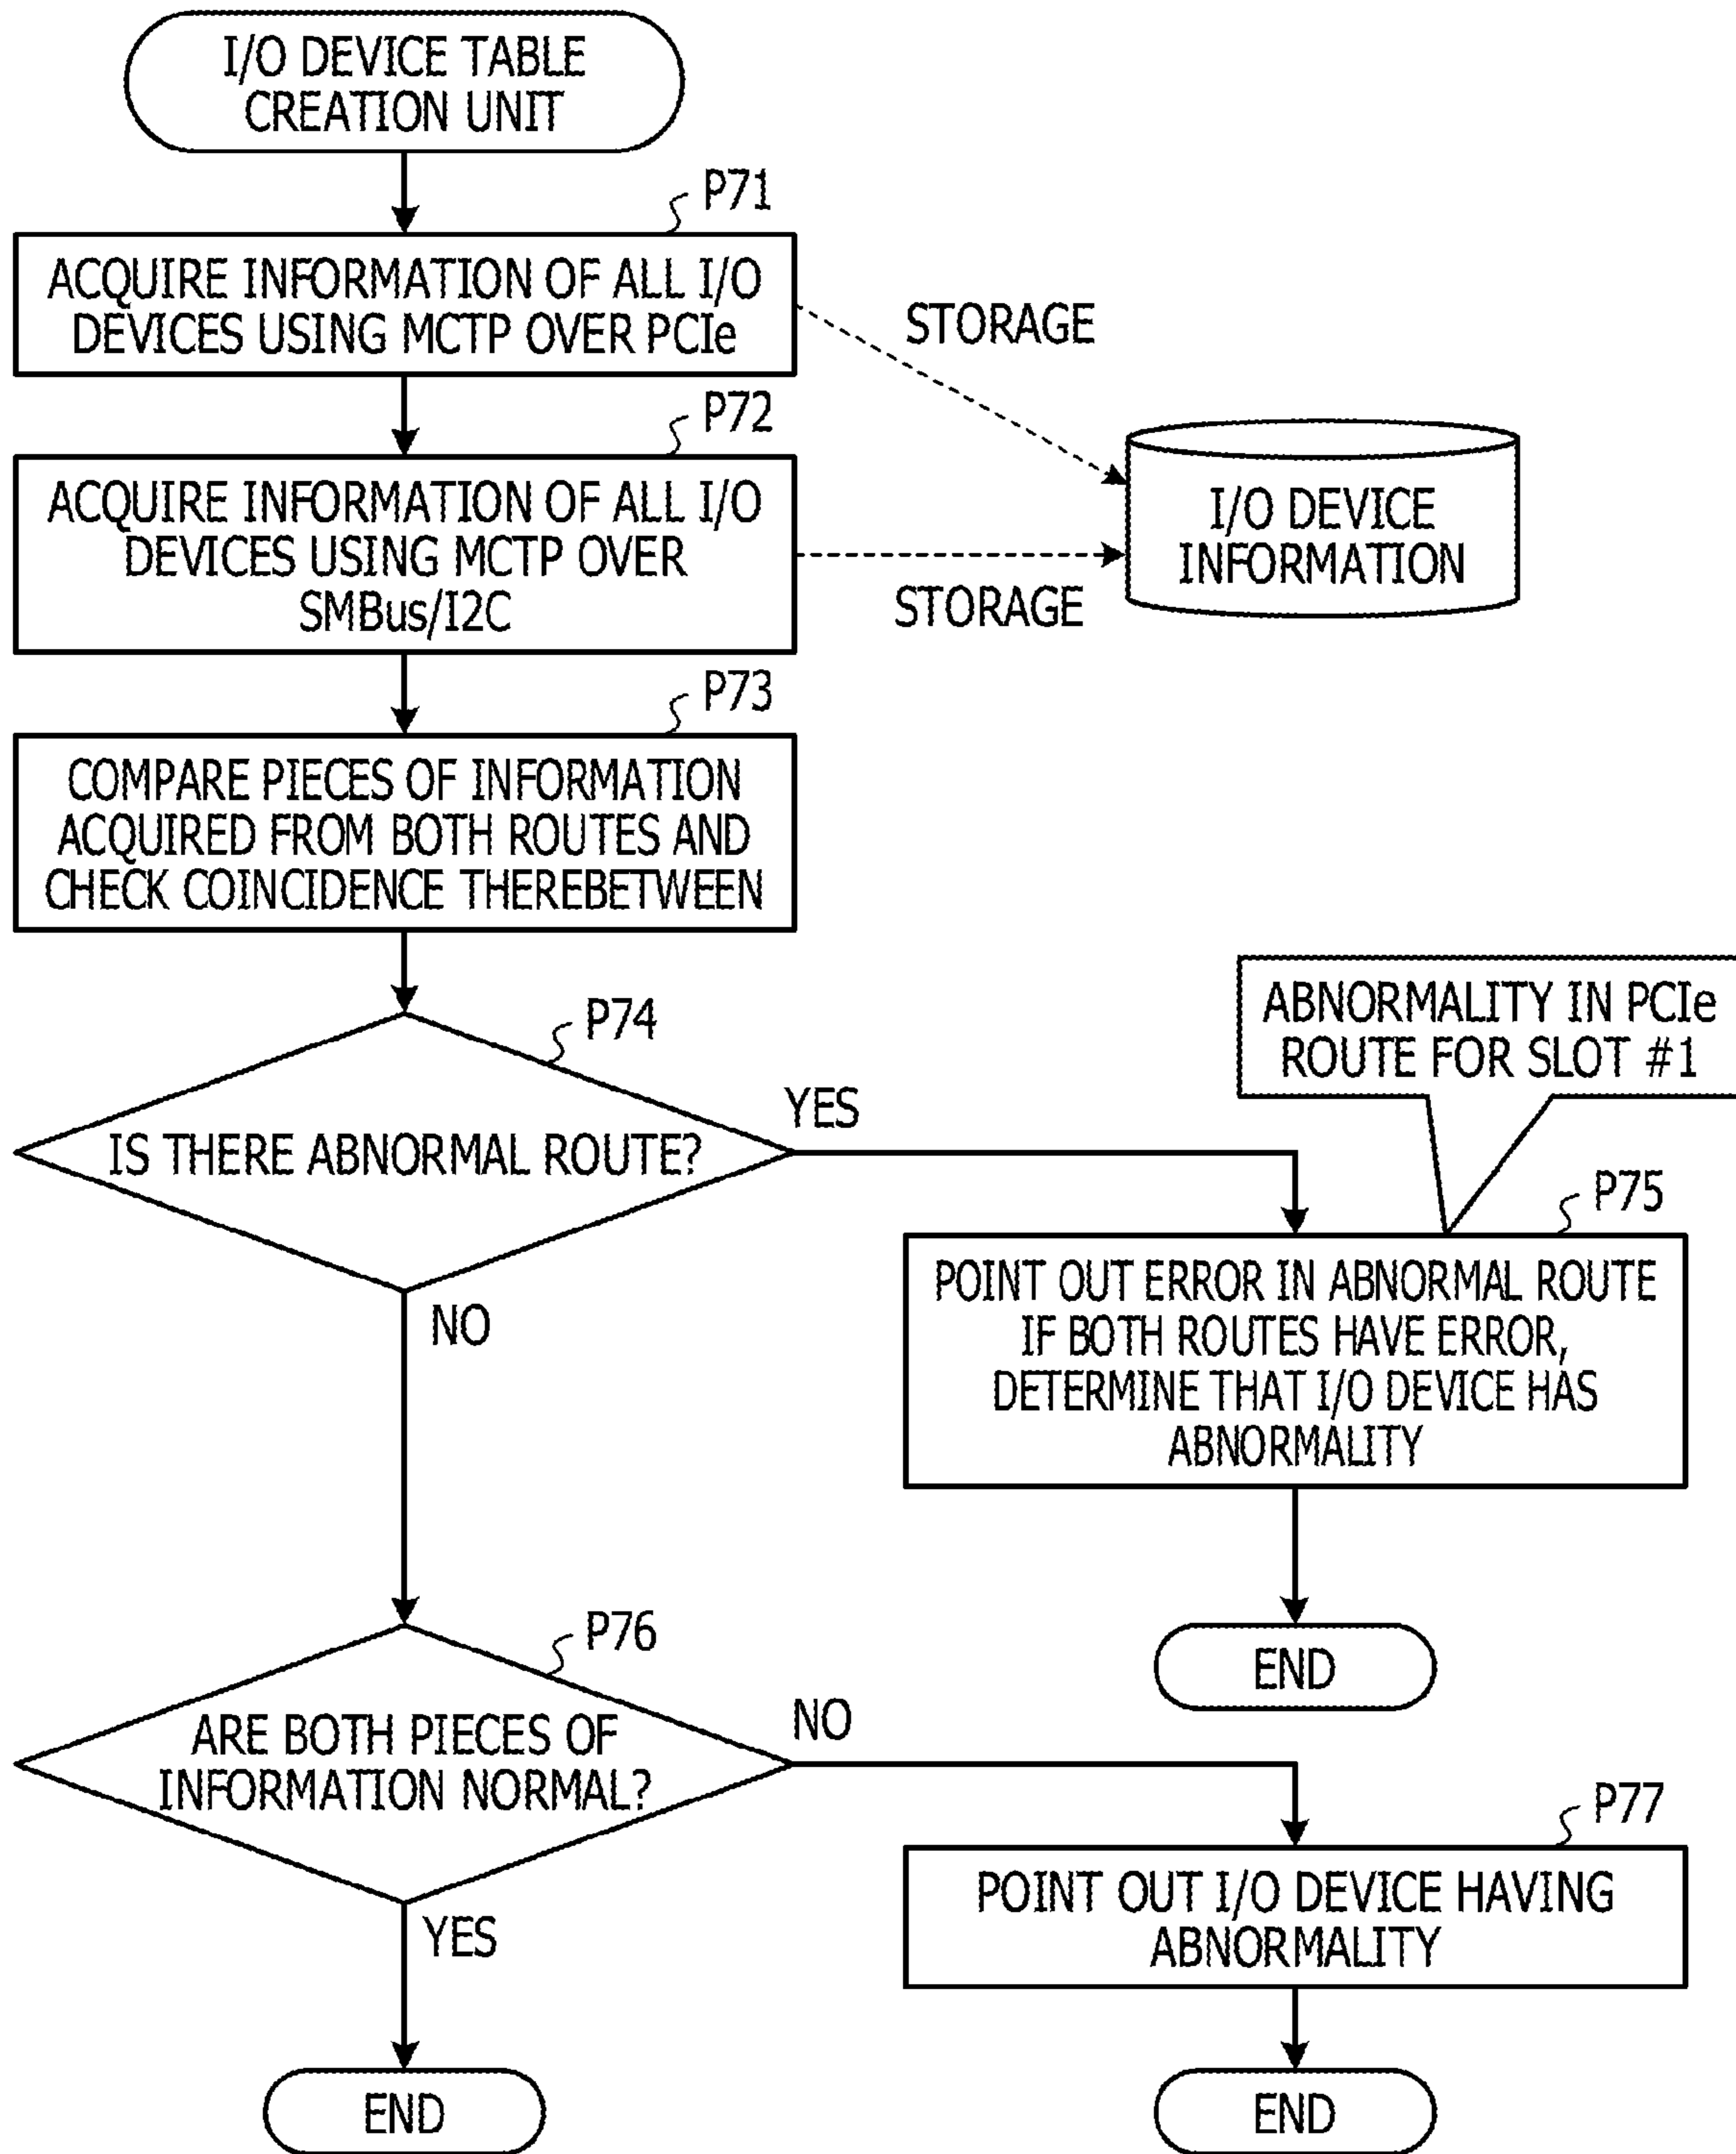 I/O DEVICE TABLE
CREATION UNIT
P71
ACQUIRE INFORMATION OF ALL I/O
DEVICES USING MCTP OVER PCIe
STORAGE
P72
ACQUIRE INFORMATION OF ALL I/O
DEVICES USING MCTP OVER
SMBus/I2C
STORAGE
I/O DEVICE
INFORMATION
P73
COMPARE PIECES OF INFORMATION
ACQUIRED FROM BOTH ROUTES AND
CHECK COINCIDENCE THEREBETWEEN
P74
IS THERE ABNORMAL ROUTE?
YES
NO
ABNORMALITY IN PCIe
ROUTE FOR SLOT #1
P75
POINT OUT ERROR IN ABNORMAL ROUTE
IF BOTH ROUTES HAVE ERROR,
DETERMINE THAT I/O DEVICE HAS
ABNORMALITY
END
P76
ARE BOTH PIECES OF
INFORMATION NORMAL?
NO
YES
P77
POINT OUT I/O DEVICE HAVING
ABNORMALITY
END
END